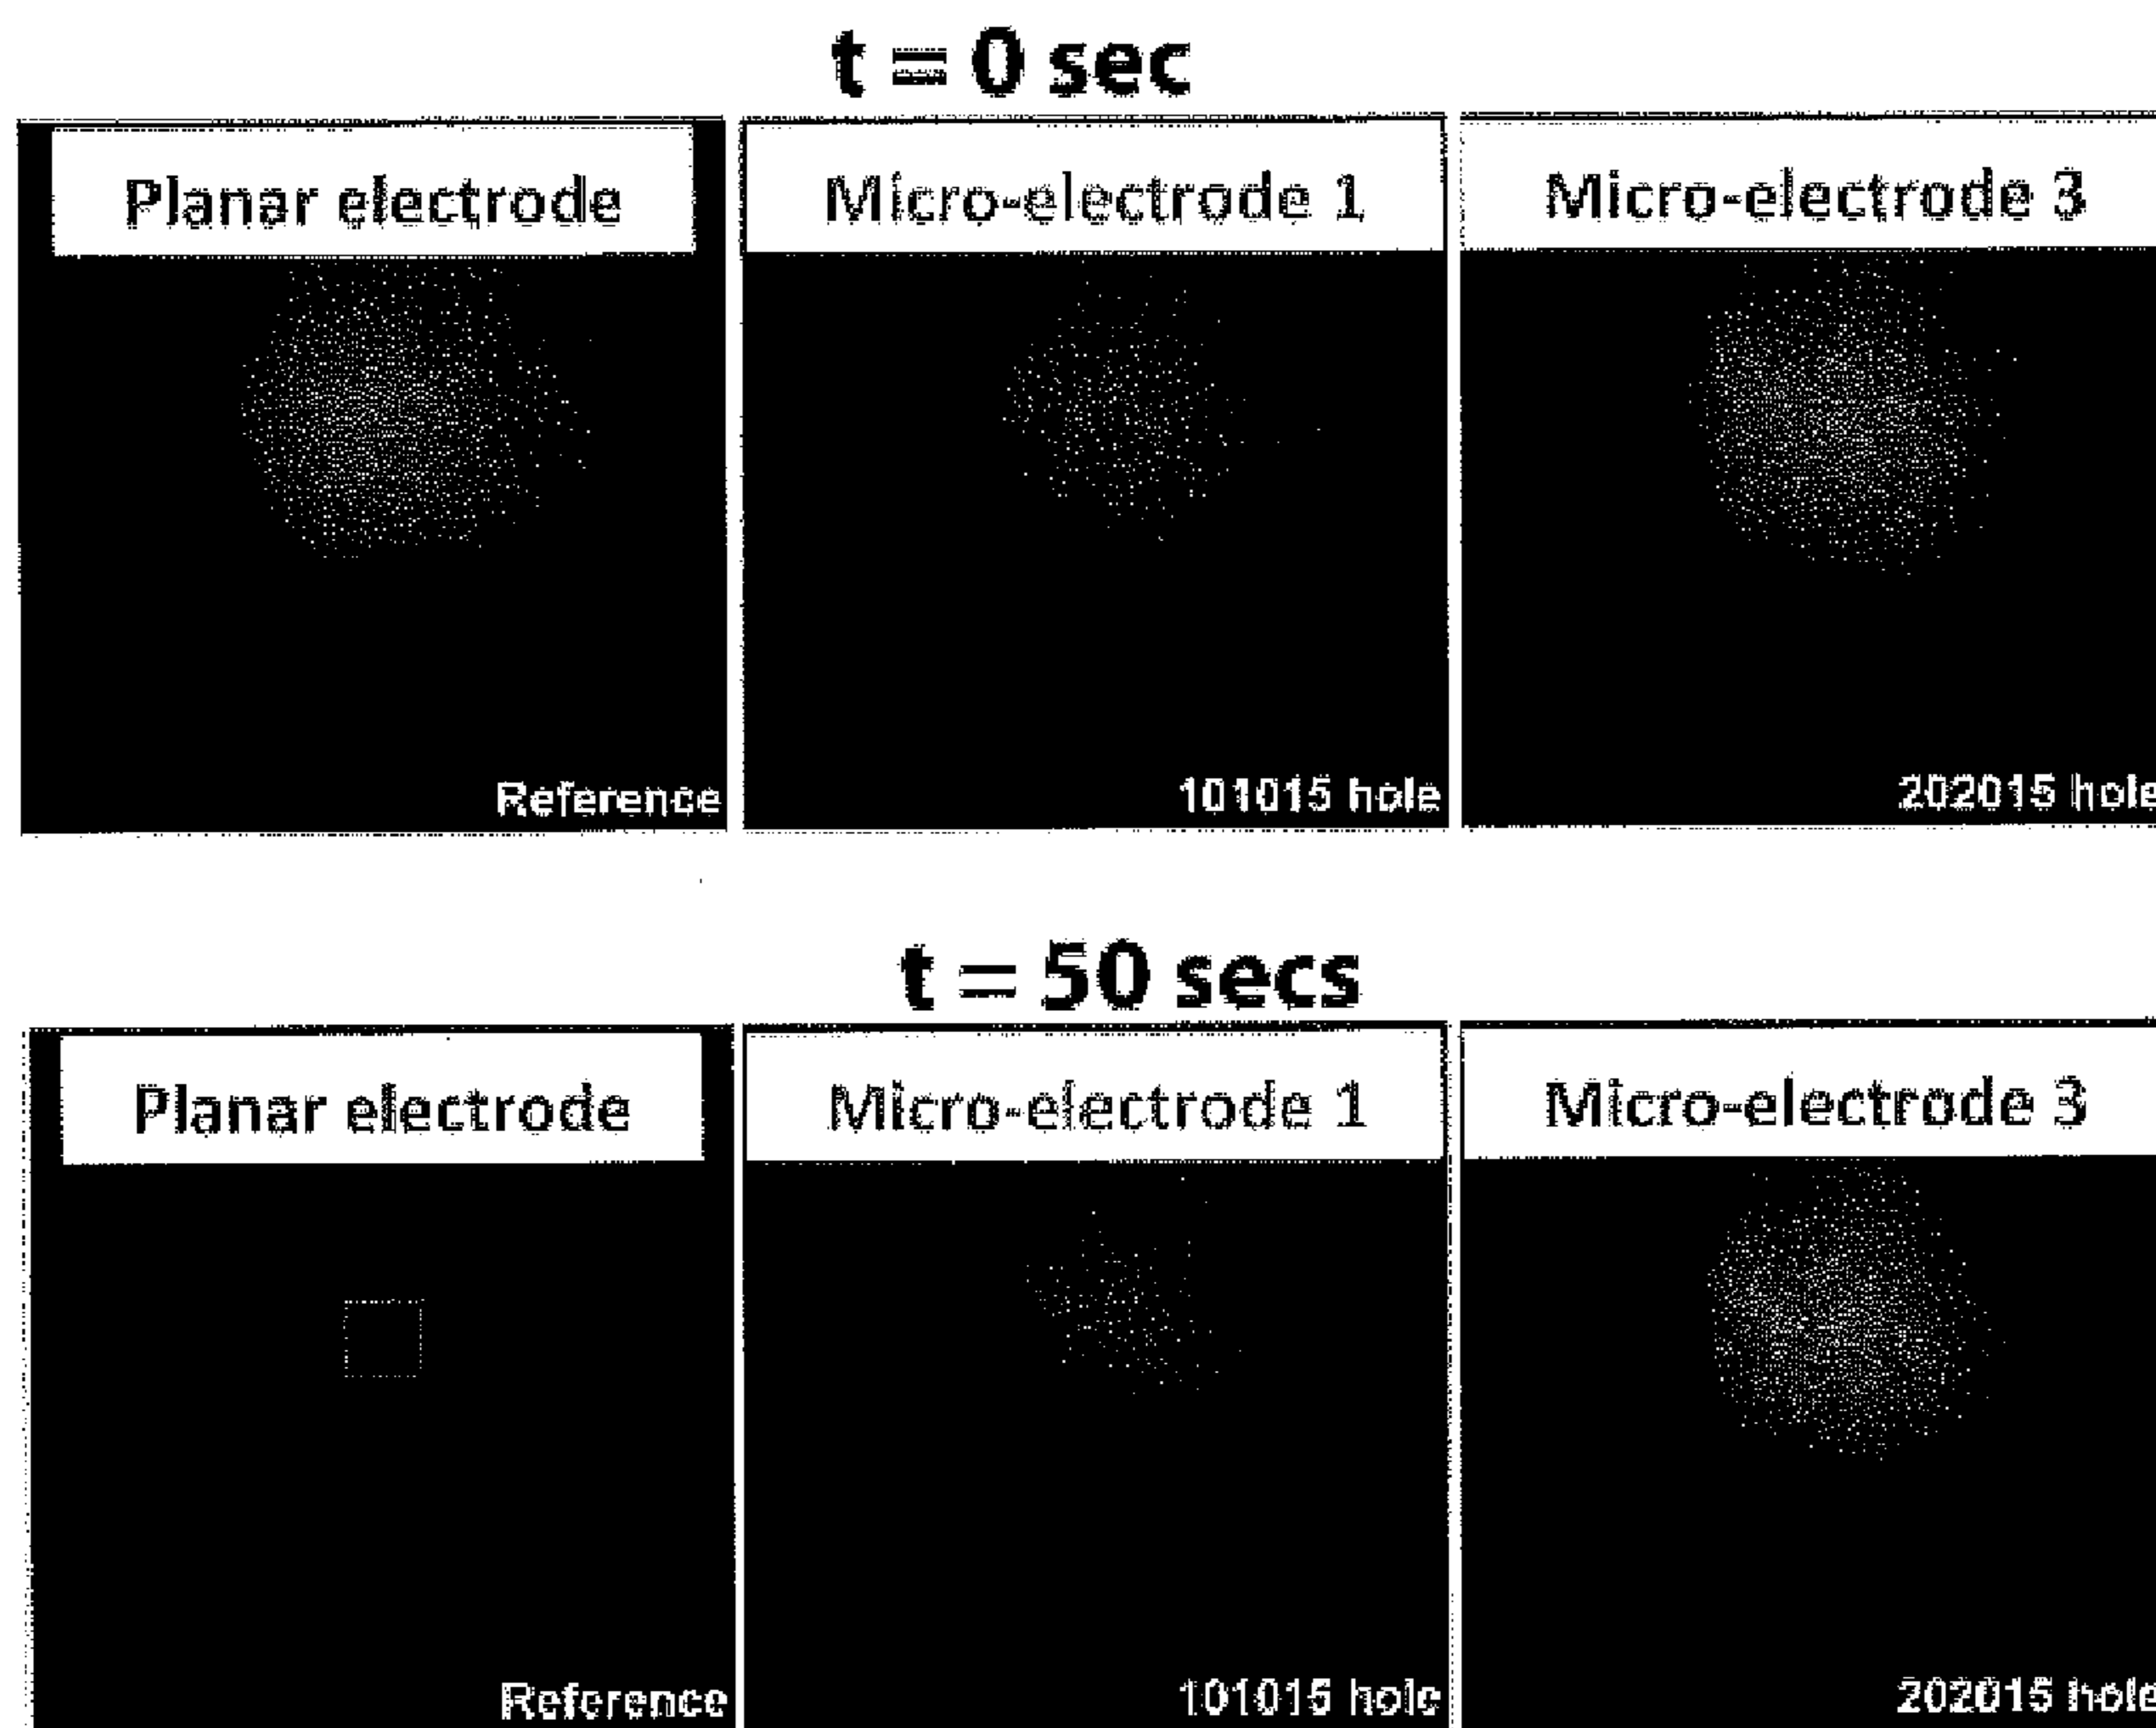 t = 0 sec
Planar electrode
Micro-electrode 1
Micro-electrode 3
Reference
101015 hole
202015 hole
t = 50 secs
Planar electrode
Micro-electrode 1
Micro-electrode 3
Reference
101015 hole
202015 hole